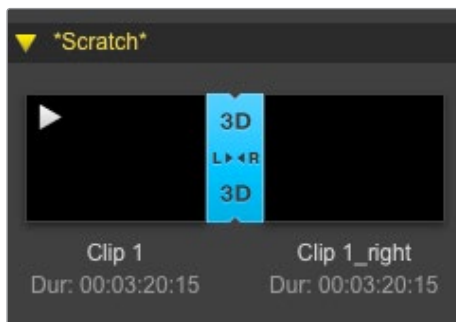 *Scratch*
3D
L R
3D
Clip 1
Clip 1_right
Dur: 00:03:20:15
Dur: 00:03:20:15